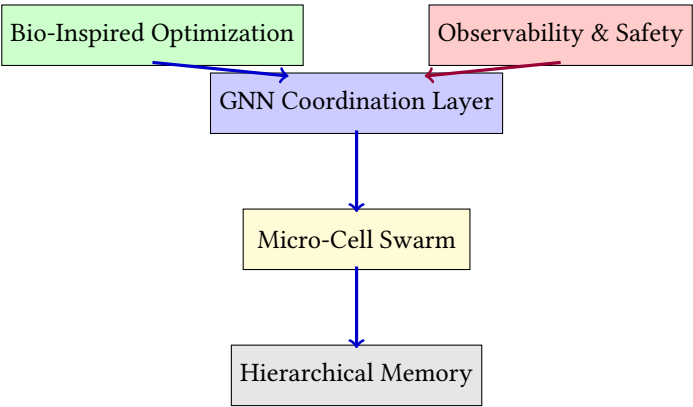 Bio-Inspired Optimization
Observability & Safety
GNN Coordination Layer
Micro-Cell Swarm
Hierarchical Memory